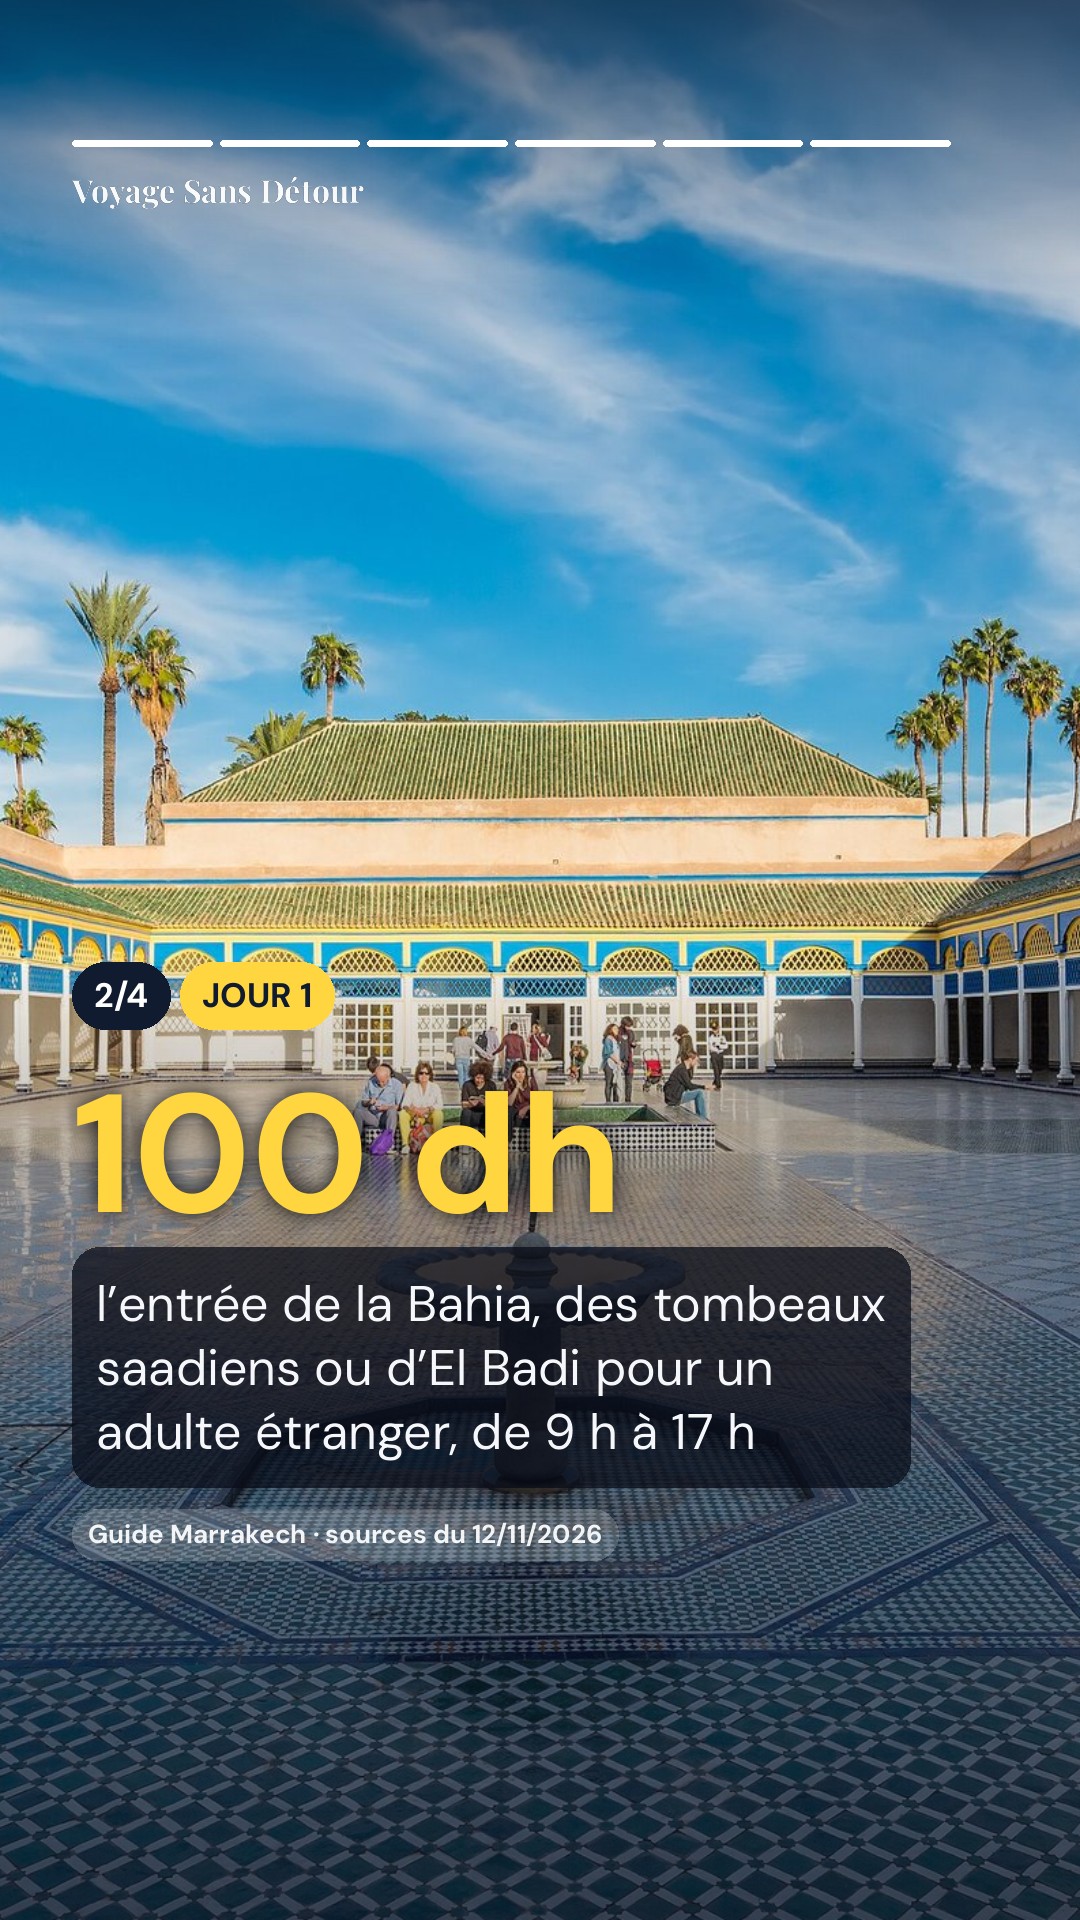 Voyage Sans Détour
2/4 JOUR 1
100 dh
l’entrée de la Bahia, des tombeaux
saadiens ou d’El Badi pour un
adulte étranger, de 9 h à 17 h
Guide Marrakech · sources du 12/11/2026